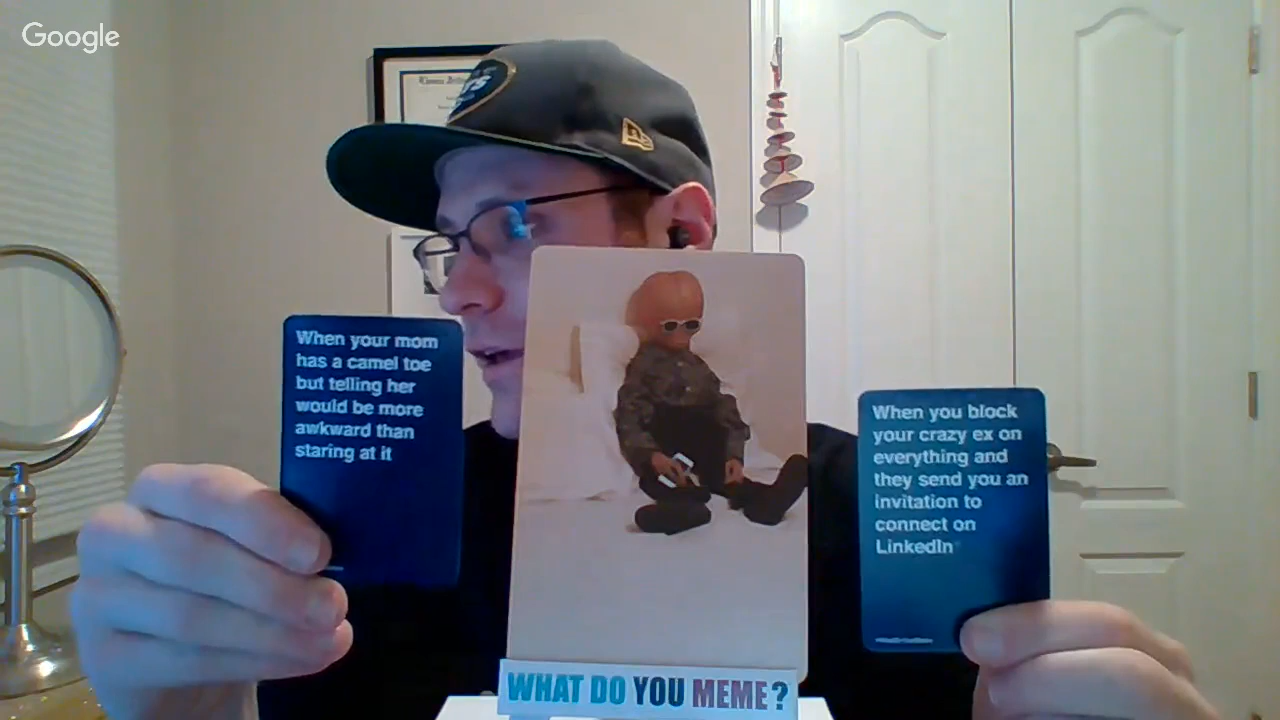 Google
When your mom
has a camel toe
but telling her
would be more
awkward than
staring at it
When you block
your crazy ex on
everything and
they send you an
invitation to
connect on
LinkedIn
WHAT DO YOU MEME?